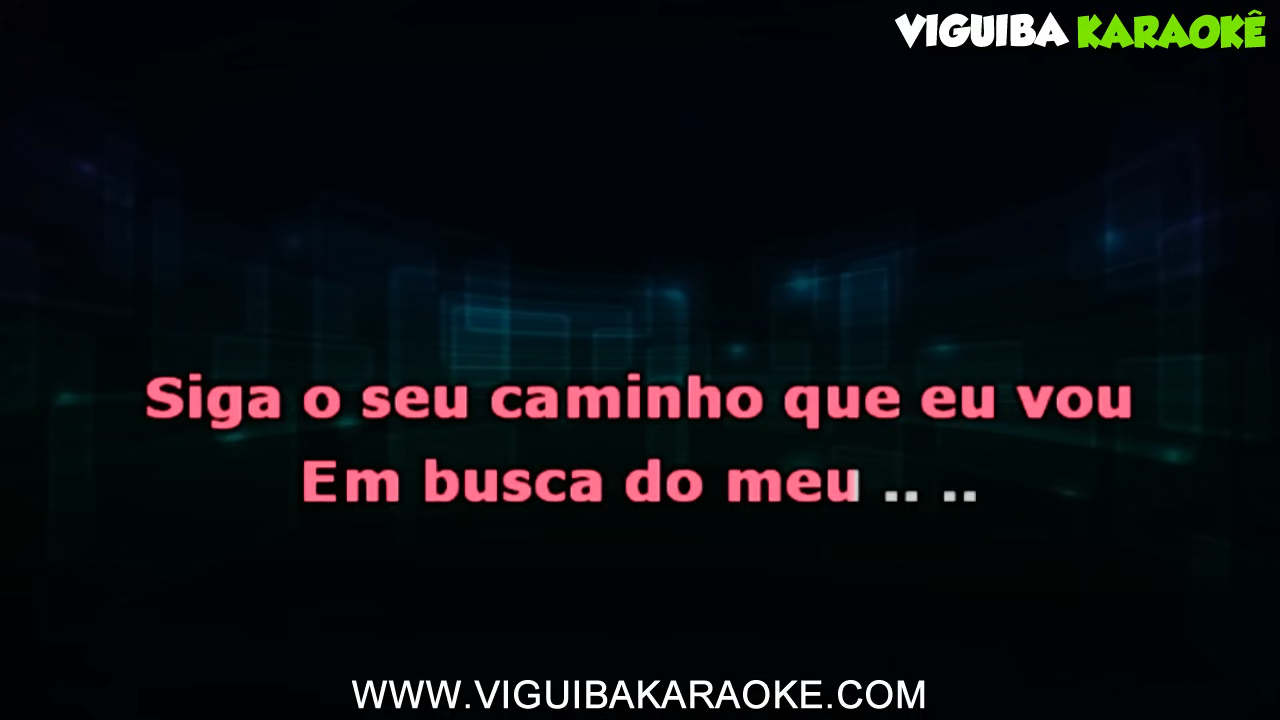 VIGUIBA KARAOKÊ
Siga o seu caminho que eu vou
Em busca do meu .. ..
WWW.VIGUIBAKARAOKE.COM